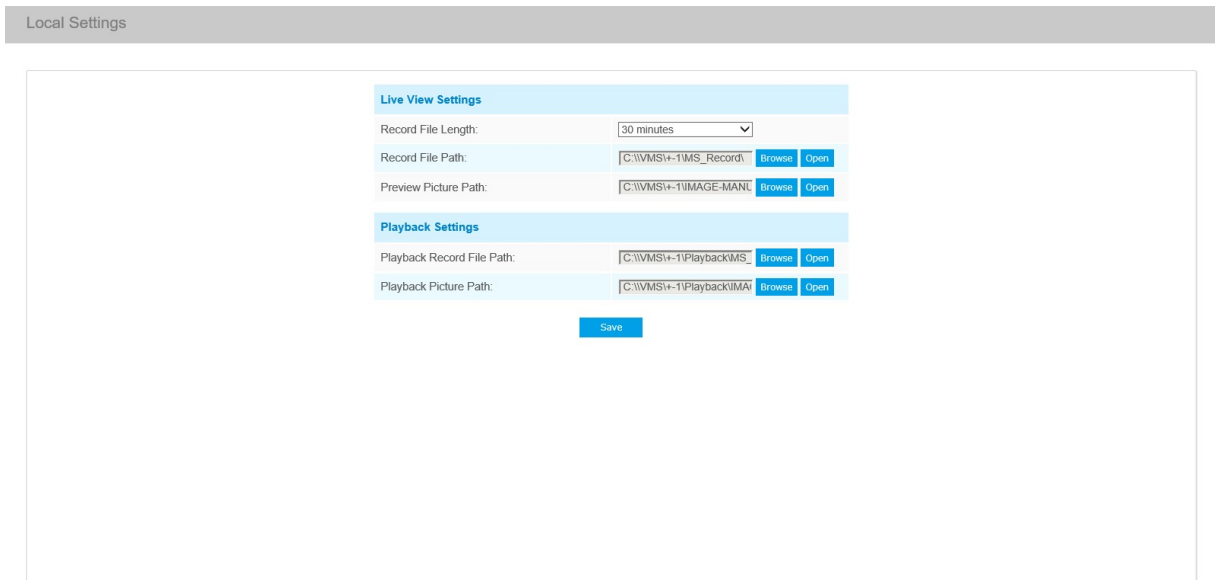 Local Settings
Live View Settings
Record File Length: 30 minutes
Record File Path: C:\\VMS\+-1\MS_Record\ Browse Open
Preview Picture Path: C:\\VMS\+-1\IMAGE-MANU Browse Open
Playback Settings
Playback Record File Path: C:\\VMS\+-1\Playback\MS_ Browse Open
Playback Picture Path: C:\\VMS\+-1\Playback\IMA Browse Open
Save